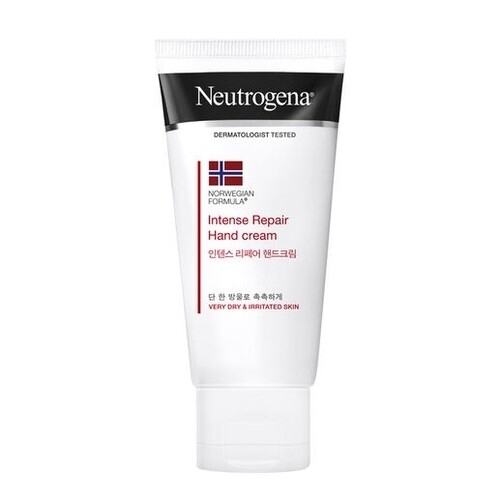 Neutrogena®
DERMATOLOGIST TESTED
NORWEGIAN
FORMULA®
Intense Repair
Hand cream
인텐스 리페어 핸드크림
단 한 방울로 촉촉하게
VERY DRY & IRRITATED SKIN